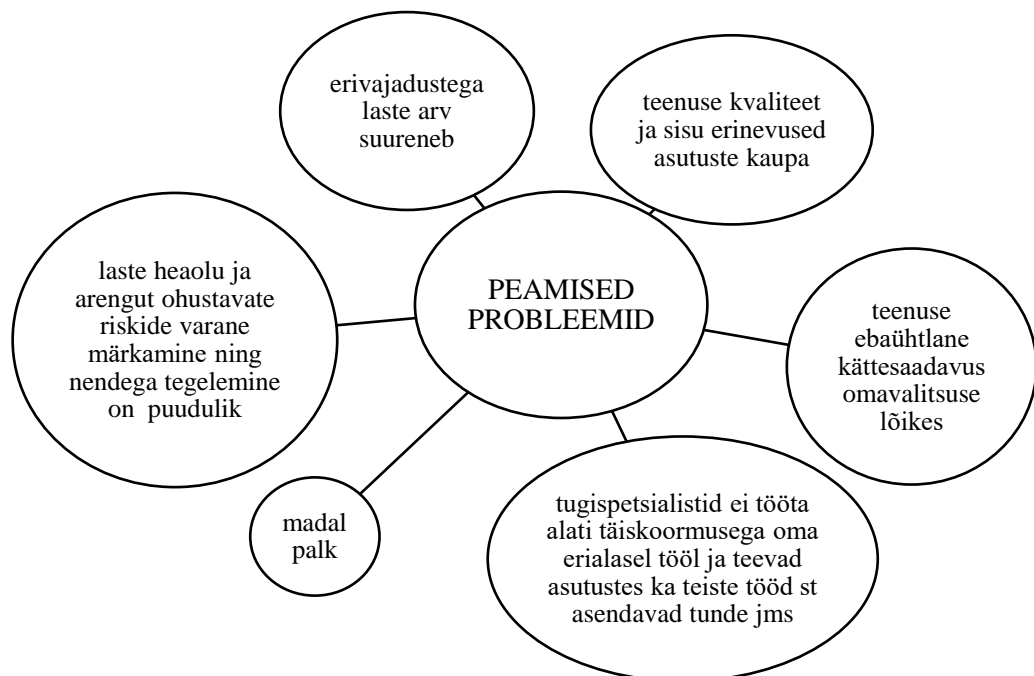 erivajadustega
laste arv
suureneb
teenuse kvaliteet
ja sisu erinevused
asutuste kaupa
PEAMISED
PROBLEEMID
laste heaolu ja
arengut ohustavate
riskide varane
märkamine ning
nendega tegelemine
on puudulik
teenuse
ebaühtlane
kättesaadavus
omavalitsuse
lõikes
madal
palk
tugispetsialistid ei tööta
alati täiskoormusega oma
erialasel tööl ja teevad
asutustes ka teiste tööd st
asendavad tunde jms